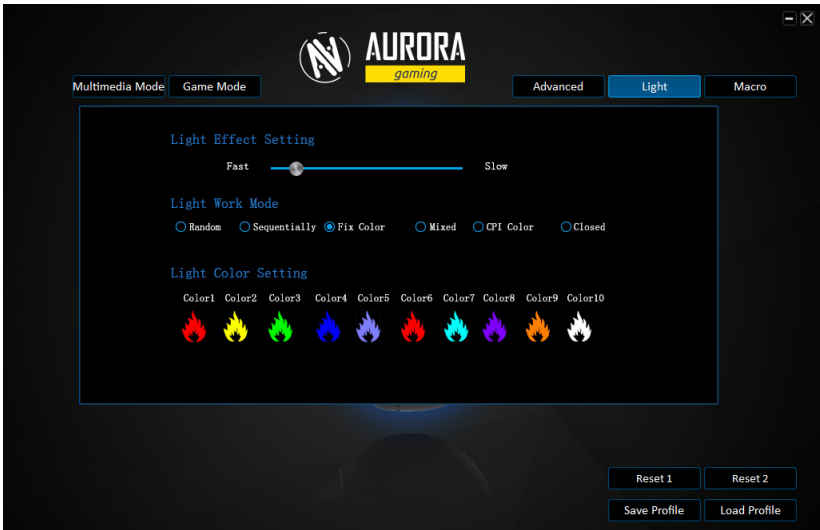 AURORA
gaming
Multimedia Mode Game Mode Advanced Light Macro
Light Effect Setting
Fast Slow
Light Work Mode
Random Sequentially Fix Color Mixed CPI Color Closed
Light Color Setting
Color1 Color2 Color3 Color4 Color5 Color6 Color7 Color8 Color9 Color10
Reset 1 Reset 2
Save Profile Load Profile